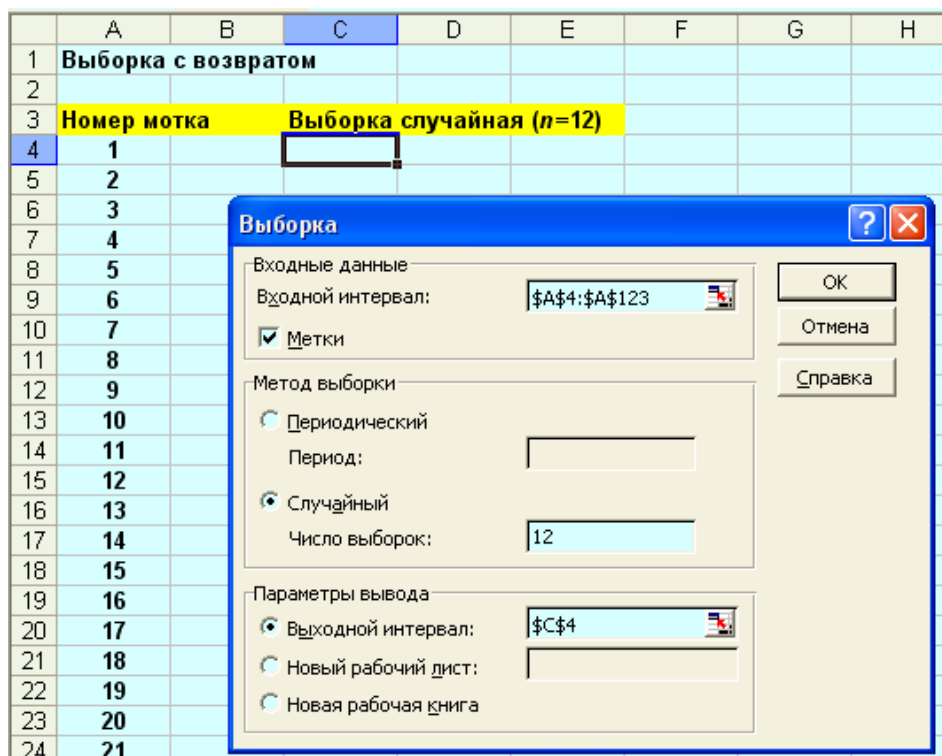 A B C D E F G H
1 Выборка с возвратом
2
3 Номер мотка Выборка случайная (n=12)
4 1
5 2
6 3
7 4
8 5
9 6
10 7
11 8
12 9
13 10
14 11
15 12
16 13
17 14
18 15
19 16
20 17
21 18
22 19
23 20
24 21
Выборка
Входные данные
Входной интервал: $A$4:$A$123
Метки
Метод выборки
Периодический
Период:
Случайный
Число выборок: 12
Параметры вывода
Выходной интервал: $C$4
Новый рабочий лист:
Новая рабочая книга
OK
Отмена
Справка